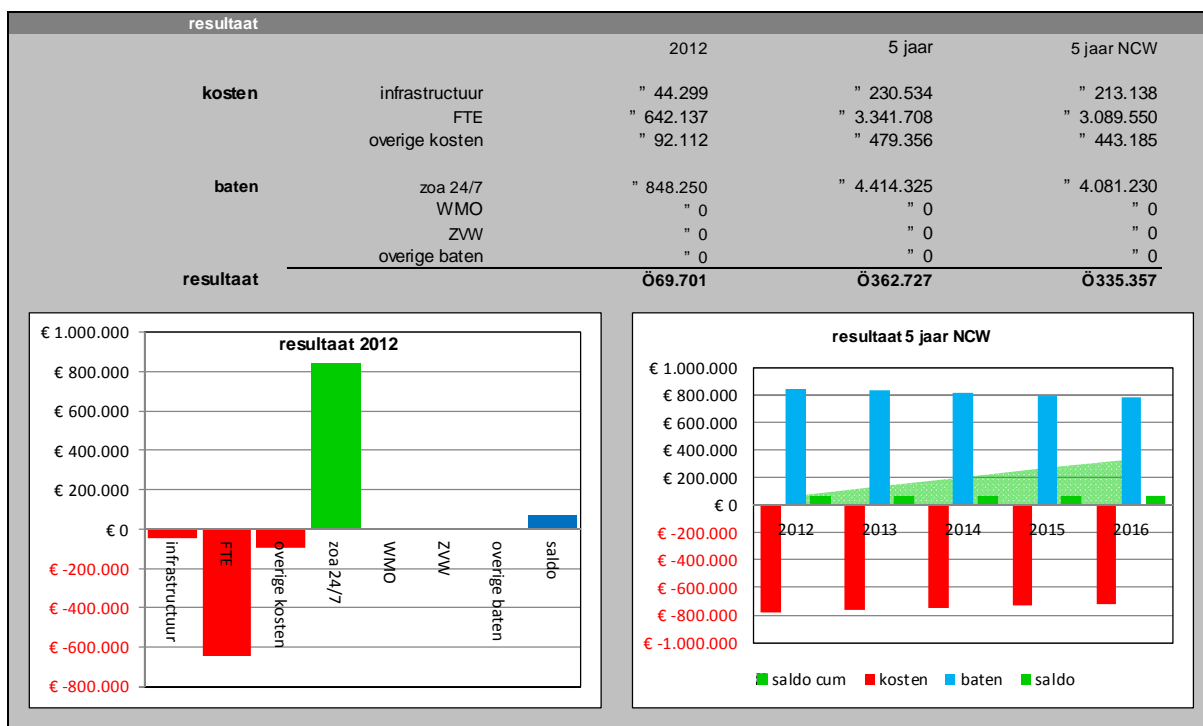 resultaat
2012 5 jaar 5 jaar NCW
kosten infrastructuur ” 44.299 ” 230.534 ” 213.138
FTE ” 642.137 ” 3.341.708 ” 3.089.550
overige kosten ” 92.112 ” 479.356 ” 443.185
baten zoa 24/7 ” 848.250 ” 4.414.325 ” 4.081.230
WMO ” 0 ” 0 ” 0
ZVW ” 0 ” 0 ” 0
overige baten ” 0 ” 0 ” 0
resultaat Ö69.701 Ö362.727 Ö335.357
resultaat 2012
€ 1.000.000
€ 800.000
€ 600.000
€ 400.000
€ 200.000
€ 0
€ -200.000
€ -400.000
€ -600.000
€ -800.000
infrastructuur
FTE
overige kosten
zoa 24/7
WMO
ZVW
overige baten
saldo
resultaat 5 jaar NCW
€ 1.000.000
€ 800.000
€ 600.000
€ 400.000
€ 200.000
€ 0
€ -200.000
€ -400.000
€ -600.000
€ -800.000
€ -1.000.000
2012 2013 2014 2015 2016
saldo cum kosten baten saldo